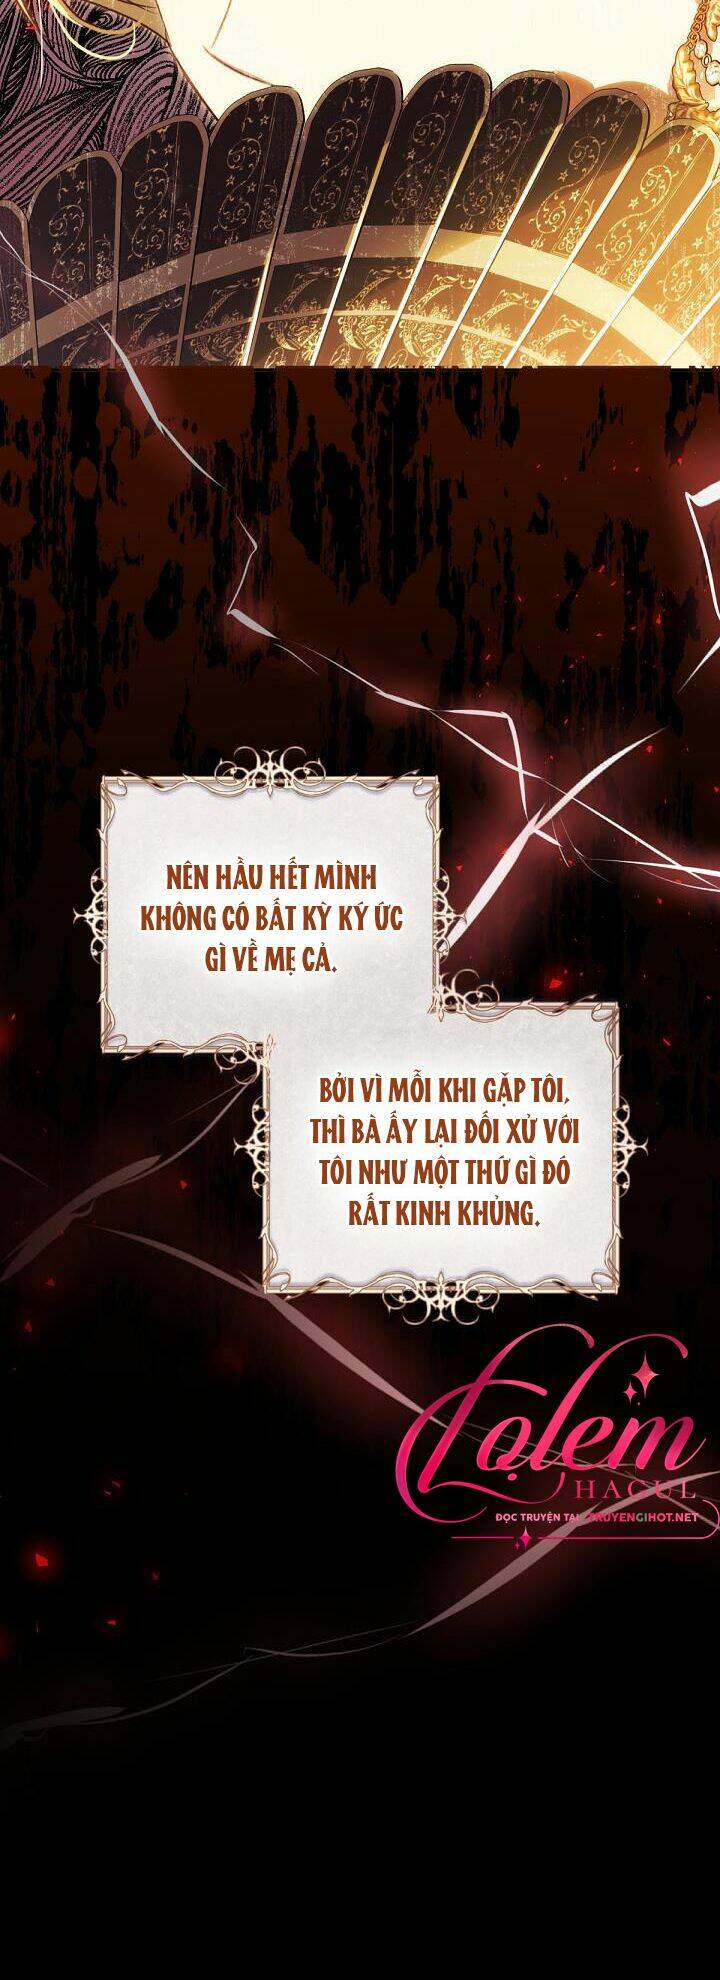 NÊN HẦU HẾT MÌNH
KHÔNG CÓ BẤT KỲ KÝ ỨC
GÌ VỀ MẸ CẢ.
BỞI VÌ MỖI KHI GẶP TÔI,
THÌ BÀ ẤY LẠI ĐỐI XỬ VỚI
TÔI NHƯ MỘT THỨ GÌ ĐÓ
RẤT KINH KHỦNG.
Lọlem
HACUL
ĐỌC TRUYỆN TẠI TRUYENGIHOT.NET